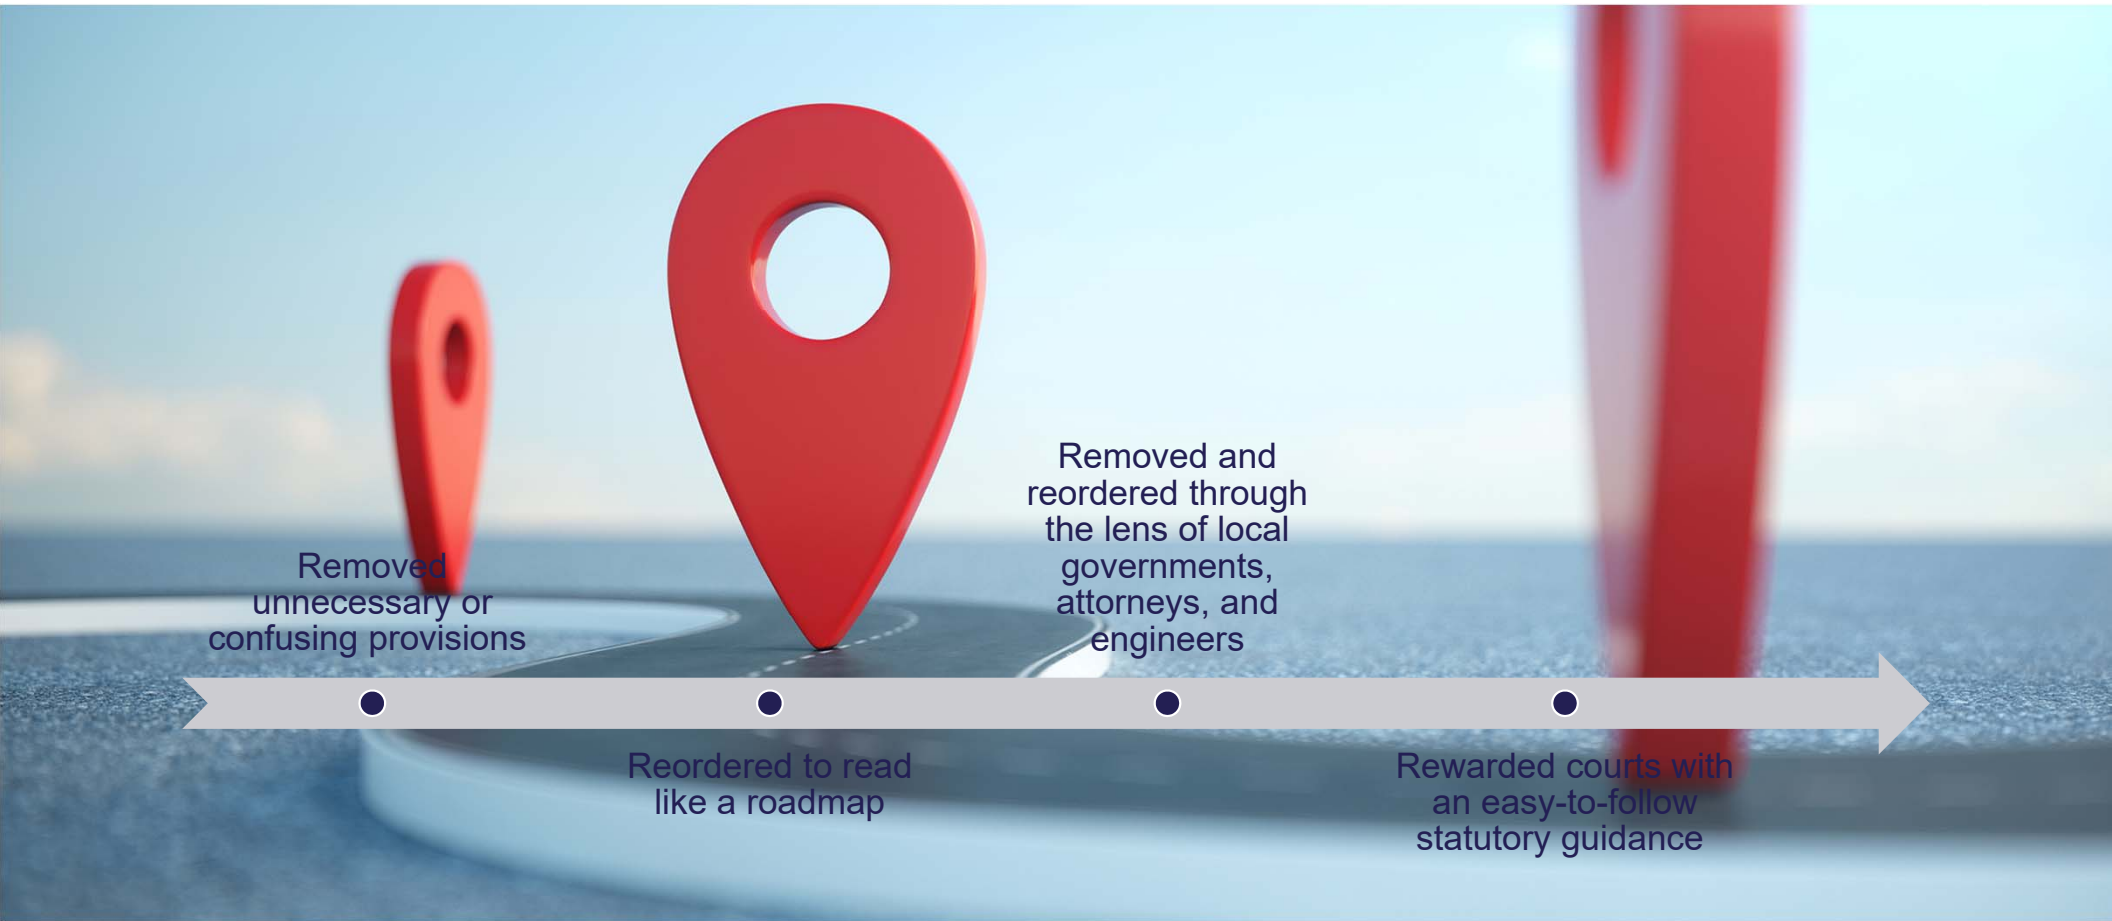 Removed
unnecessary or
confusing provisions
Reordered to read
like a roadmap
Removed and
reordered through
the lens of local
governments,
attorneys, and
engineers
Rewarded courts with
an easy-to-follow
statutory guidance